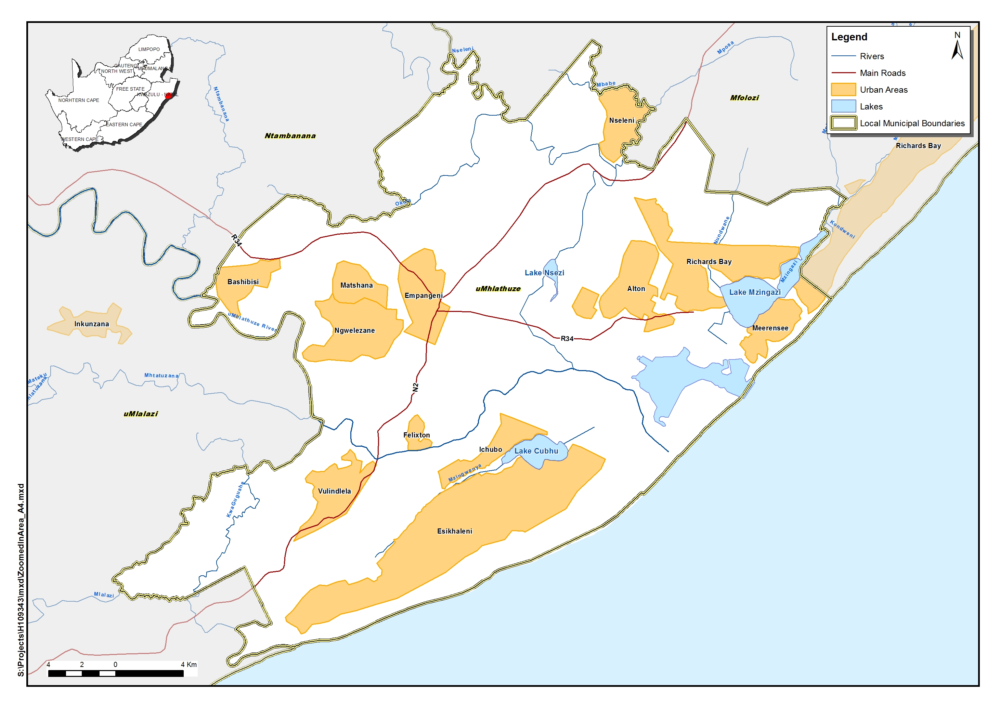 Legend
N
Rivers
Main Roads
Urban Areas
Lakes
Local Municipal Boundaries
LIMPOPO
GAUTENG
NORTH WEST
MPUMALANGA
FREE STATE
KWAZULU - NATAL
NORHTERN CAPE
EASTERN CAPE
WESTERN CAPE
Nseleni
Mposa
Mbabe
Ntambanana
Mfolozi
Nseleni
Ntambanana
Richards Bay
Okula
Kondweni
Nundwane
R34
Richards Bay
Mzingazi
Lake Nsezi
Bashibisi
Matshana
uMhlathuze
Alton
Lake Mzingazi
Empangeni
uMhlathuze River
Inkunzana
Ngwelezane
Meerensee
R34
Mateku
Mhtatuzana
N2
uMlalazi
Felixton
Ichubo
Lake Cubhu
Mzingwenya
Vulindlela
KwaGugushe
Esikhaleni
Mlalazi
4 2 0 4 Km
S:\Projects\H109343\mxd\ZoomedInArea_A4.mxd